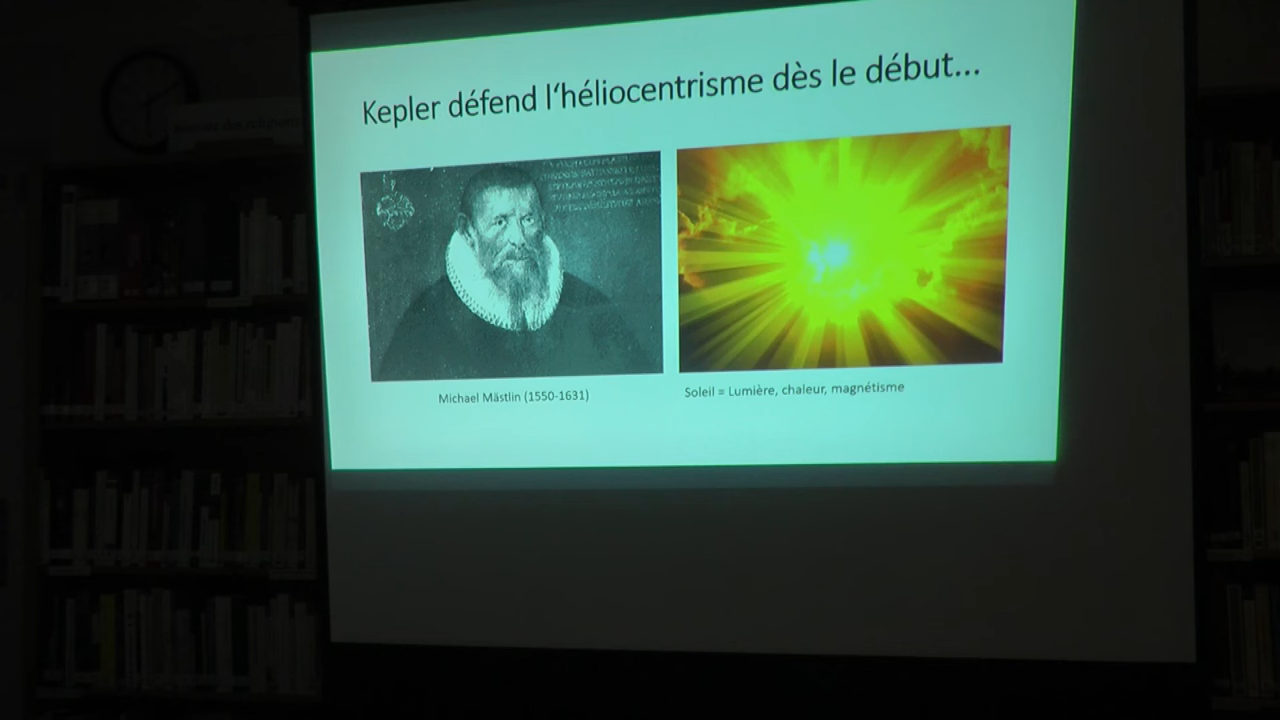 Kepler défend l‘héliocentrisme dès le début...
Michael Mästlin (1550-1631)
Soleil = Lumière, chaleur, magnétisme